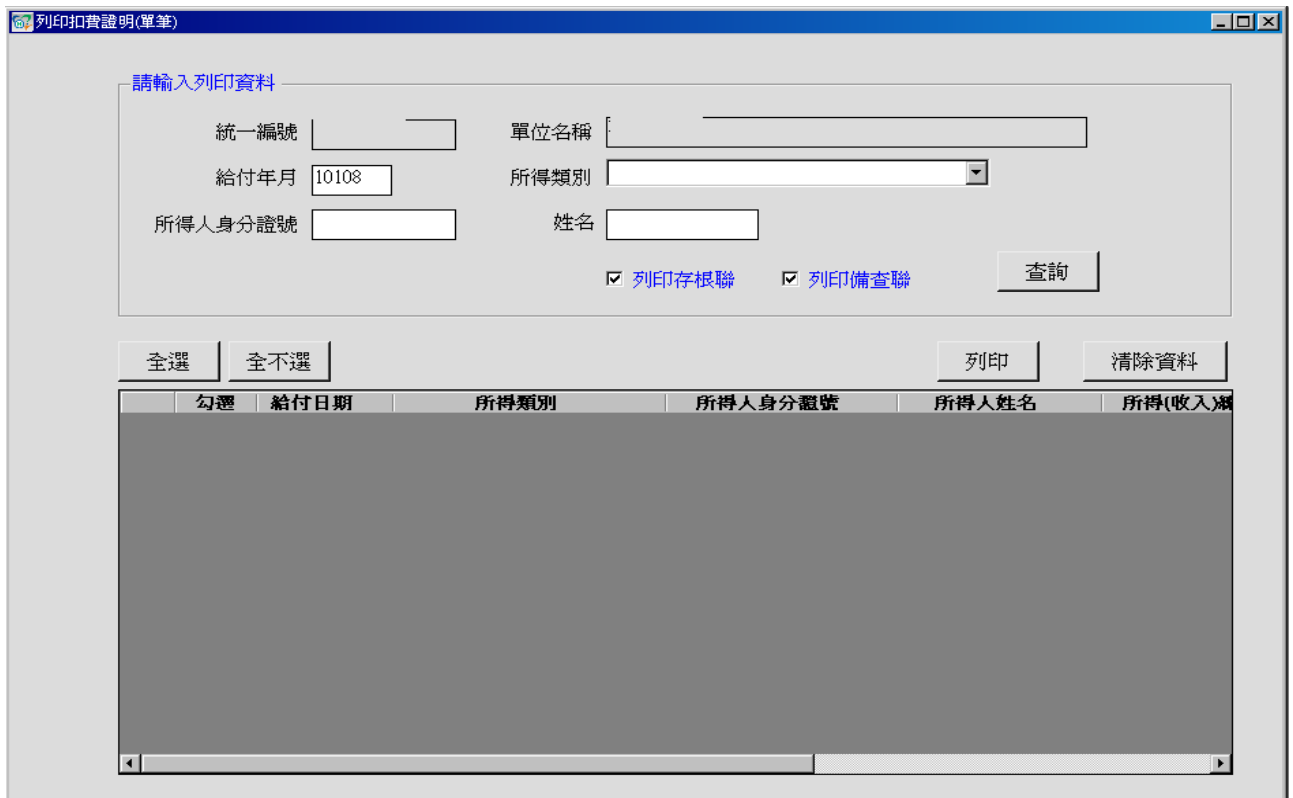 列印扣費證明(單筆)
請輸入列印資料
統一編號 單位名稱
給付年月 10108 所得類別
所得人身分證號 姓名
列印存根聯 列印備查聯 查詢
全選 全不選 列印 清除資料
勾選 給付日期 所得類別 所得人身分證號 所得人姓名 所得(收入)